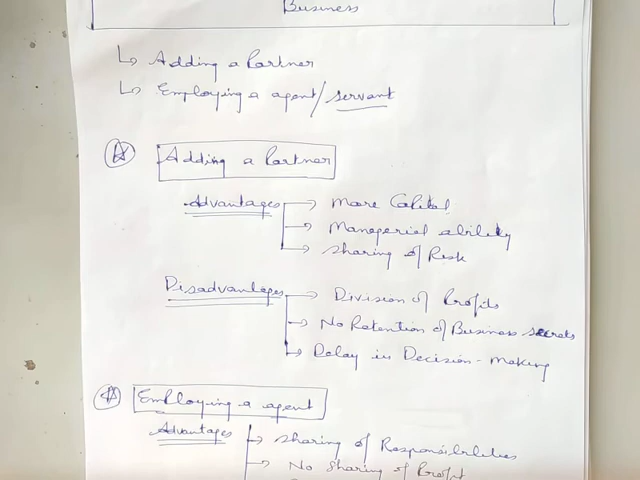 Business
Adding a Partner
Employing a agent/servant
A Adding a Partner
Advantages → More Capital
→ Managerial ability
→ Sharing of Risk
Disadvantages → Division of Profits
→ No Retention of Business secrets
→ Delay in Decision-making
Employing a agent
Advantages → Sharing of Responsibilities
→ No Sharing of Profit